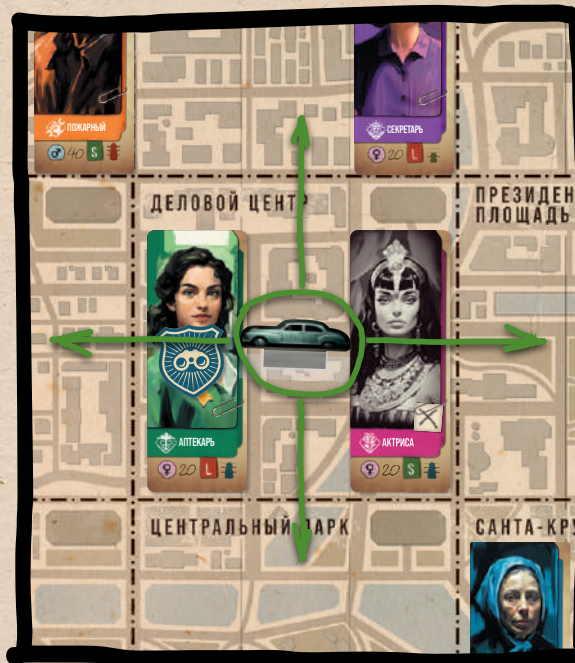 ПОЖАРНЫЙ
40 S
СЕКРЕТАРЬ
20 L
ДЕЛОВОЙ ЦЕНТР
ПРЕЗИДЕН
ПЛОЩАДЬ
АПТЕКАРЬ
20 L
АКТРИСА
20 S
ЦЕНТРАЛЬНЫЙ ПАРК
САНТА-КРУ